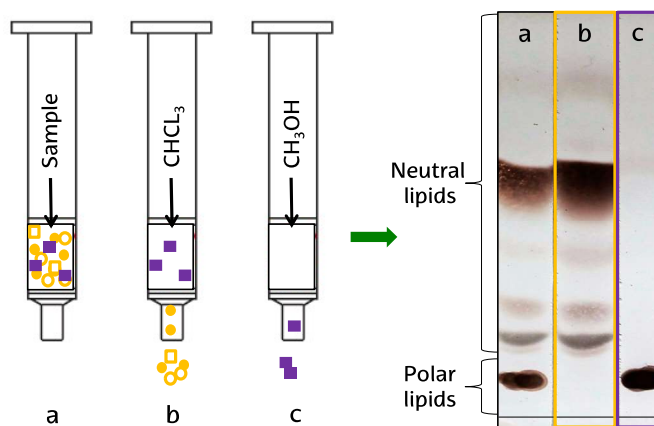 Sample
CHCL3
CH3OH
a
b
c
Neutral
lipids
Polar
lipids
a
b
c